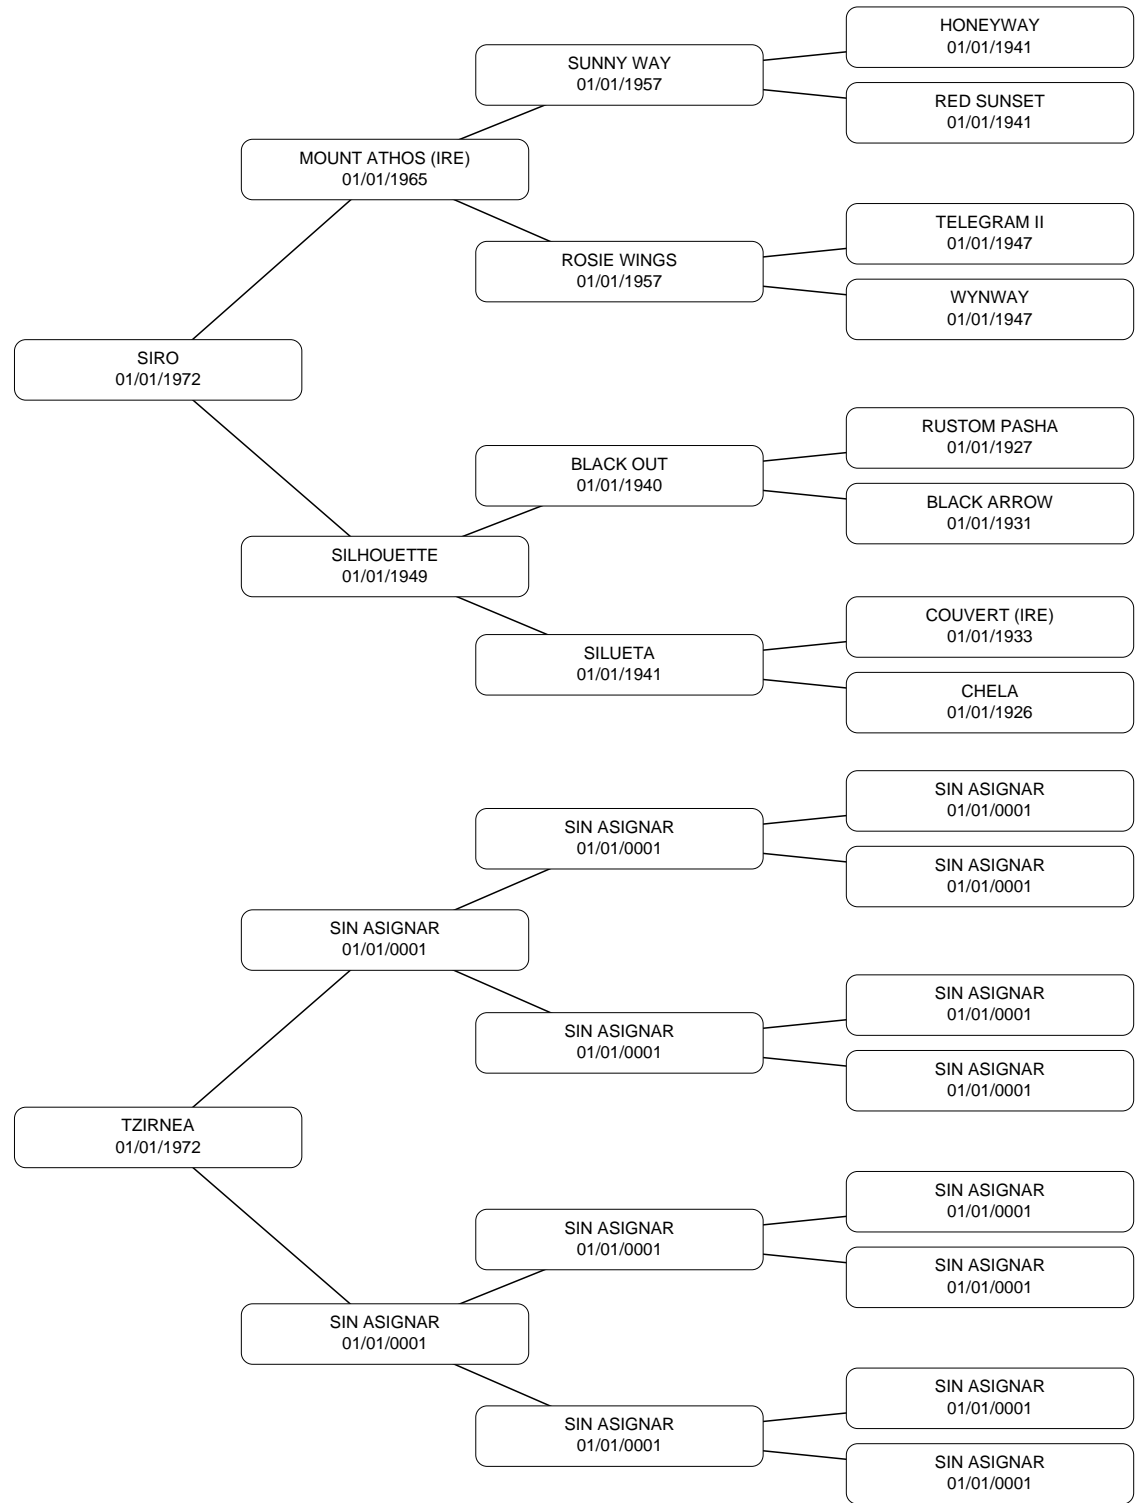 HONEYWAY
01/01/1941
SUNNY WAY
01/01/1957
RED SUNSET
01/01/1941
MOUNT ATHOS (IRE)
01/01/1965
TELEGRAM II
01/01/1947
ROSIE WINGS
01/01/1957
WYNWAY
01/01/1947
SIRO
01/01/1972
RUSTOM PASHA
01/01/1927
BLACK OUT
01/01/1940
BLACK ARROW
01/01/1931
SILHOUETTE
01/01/1949
COUVERT (IRE)
01/01/1933
SILUETA
01/01/1941
CHELA
01/01/1926
SIN ASIGNAR
01/01/0001
SIN ASIGNAR
01/01/0001
SIN ASIGNAR
01/01/0001
SIN ASIGNAR
01/01/0001
SIN ASIGNAR
01/01/0001
SIN ASIGNAR
01/01/0001
SIN ASIGNAR
01/01/0001
TZIRNEA
01/01/1972
SIN ASIGNAR
01/01/0001
SIN ASIGNAR
01/01/0001
SIN ASIGNAR
01/01/0001
SIN ASIGNAR
01/01/0001
SIN ASIGNAR
01/01/0001
SIN ASIGNAR
01/01/0001
SIN ASIGNAR
01/01/0001